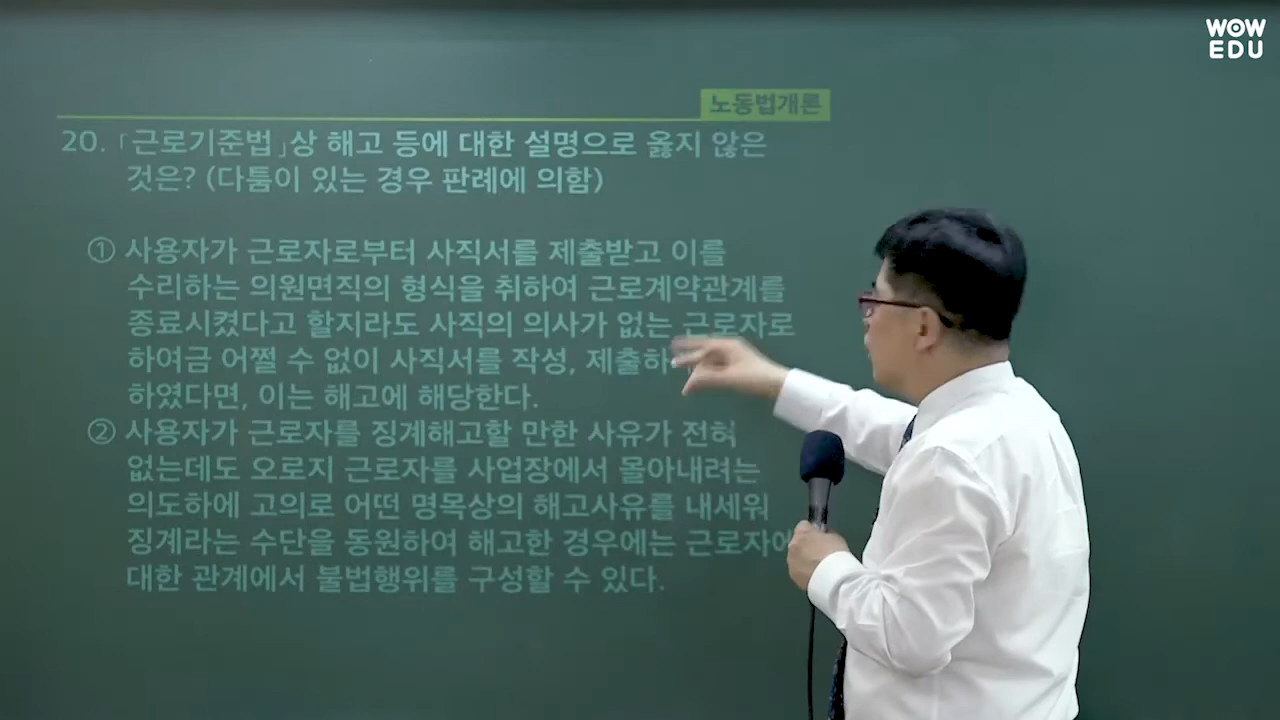 WOW
EDU
노동법개론
20. 「근로기준법」상 해고 등에 대한 설명으로 옳지 않은
것은? (다툼이 있는 경우 판례에 의함)
① 사용자가 근로자로부터 사직서를 제출받고 이를
수리하는 의원면직의 형식을 취하여 근로계약관계를
종료시켰다고 할지라도 사직의 의사가 없는 근로자로
하여금 어쩔 수 없이 사직서를 작성,
하였다면, 이는 해고에 해당한다.
② 사용자가 근로자를 징계해고할 만한 사유가 전혀
없는데도 오로지 근로자를 사업장에서 몰아내려는
의도하에 고의로 어떤 명목상의 해고사유를 내세워
징계라는 수단을 동원하여 해고한 경우에는 근로자에
대한 관계에서 불법행위를 구성할 수 있다.